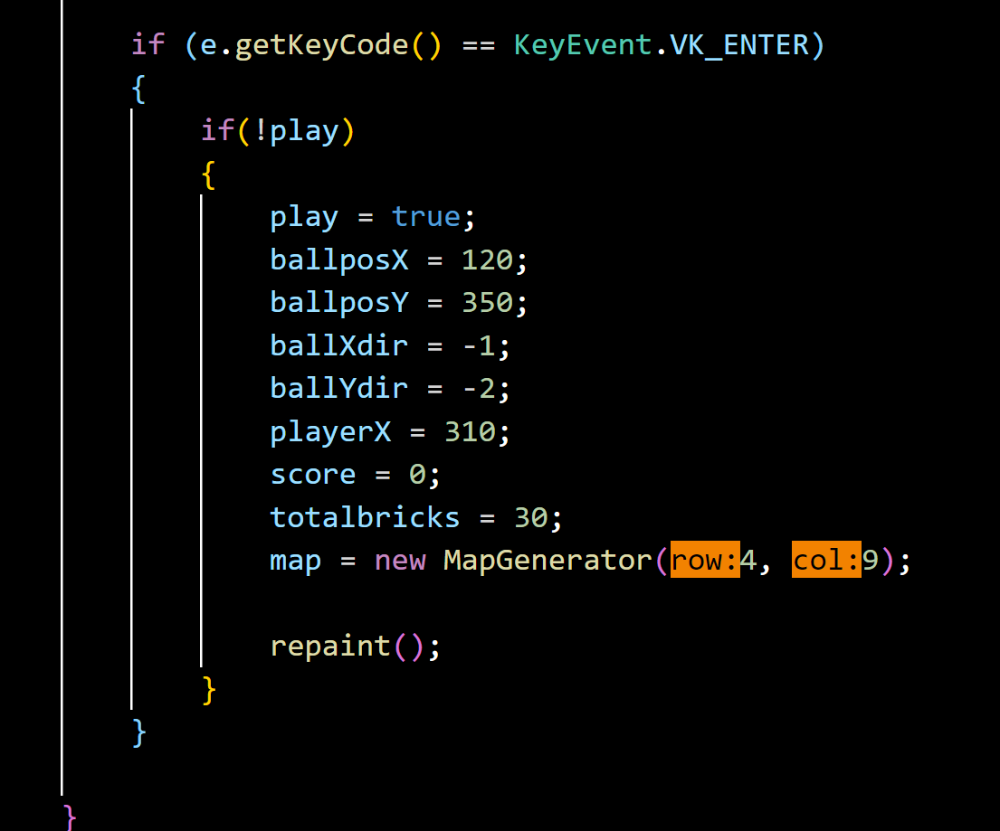 if (e.getKeyCode() == KeyEvent.VK_ENTER)
{
if(!play)
{
play = true;
ballposX = 120;
ballposY = 350;
ballXdir = -1;
ballYdir = -2;
playerX = 310;
score = 0;
totalbricks = 30;
map = new MapGenerator(row:4, col:9);
repaint();
}
}
}